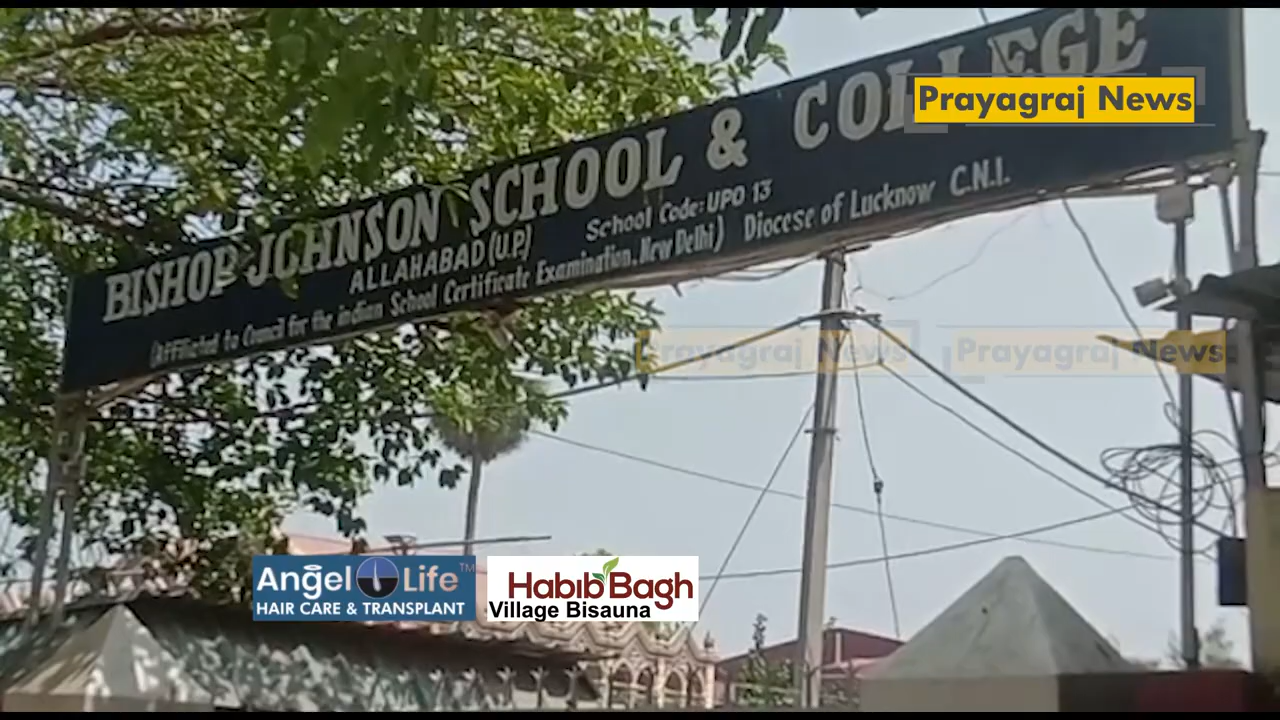 BISHOP JOHNSON SCHOOL & COLLEGE
ALLAHABAD (U.P.)
School Code: UPO 13
(Affiliated to Council for the indian School Certificate Examination, New Delhi) Diocese of Lucknow C.N.I.
Prayagraj News
Prayagraj News
Prayagraj News
Angel Life TM
HAIR CARE & TRANSPLANT
Habib Bagh
Village Bisauna